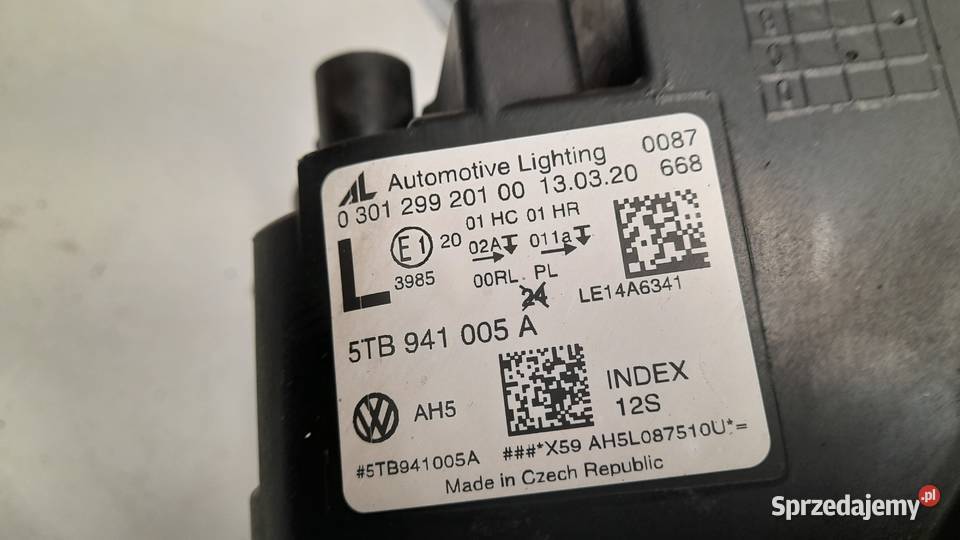 AL Automotive Lighting 0087
0 301 299 201 00 13.03.20 668
L E1 20 01 HC 01 HR
02A 011a
3985 00RL PL
24
LE14A6341
5TB 941 005 A
VW AH5
INDEX
12S
#5TB941005A ###*X59 AH5L087510U*=
Made in Czech Republic
Sprzedajemy.pl